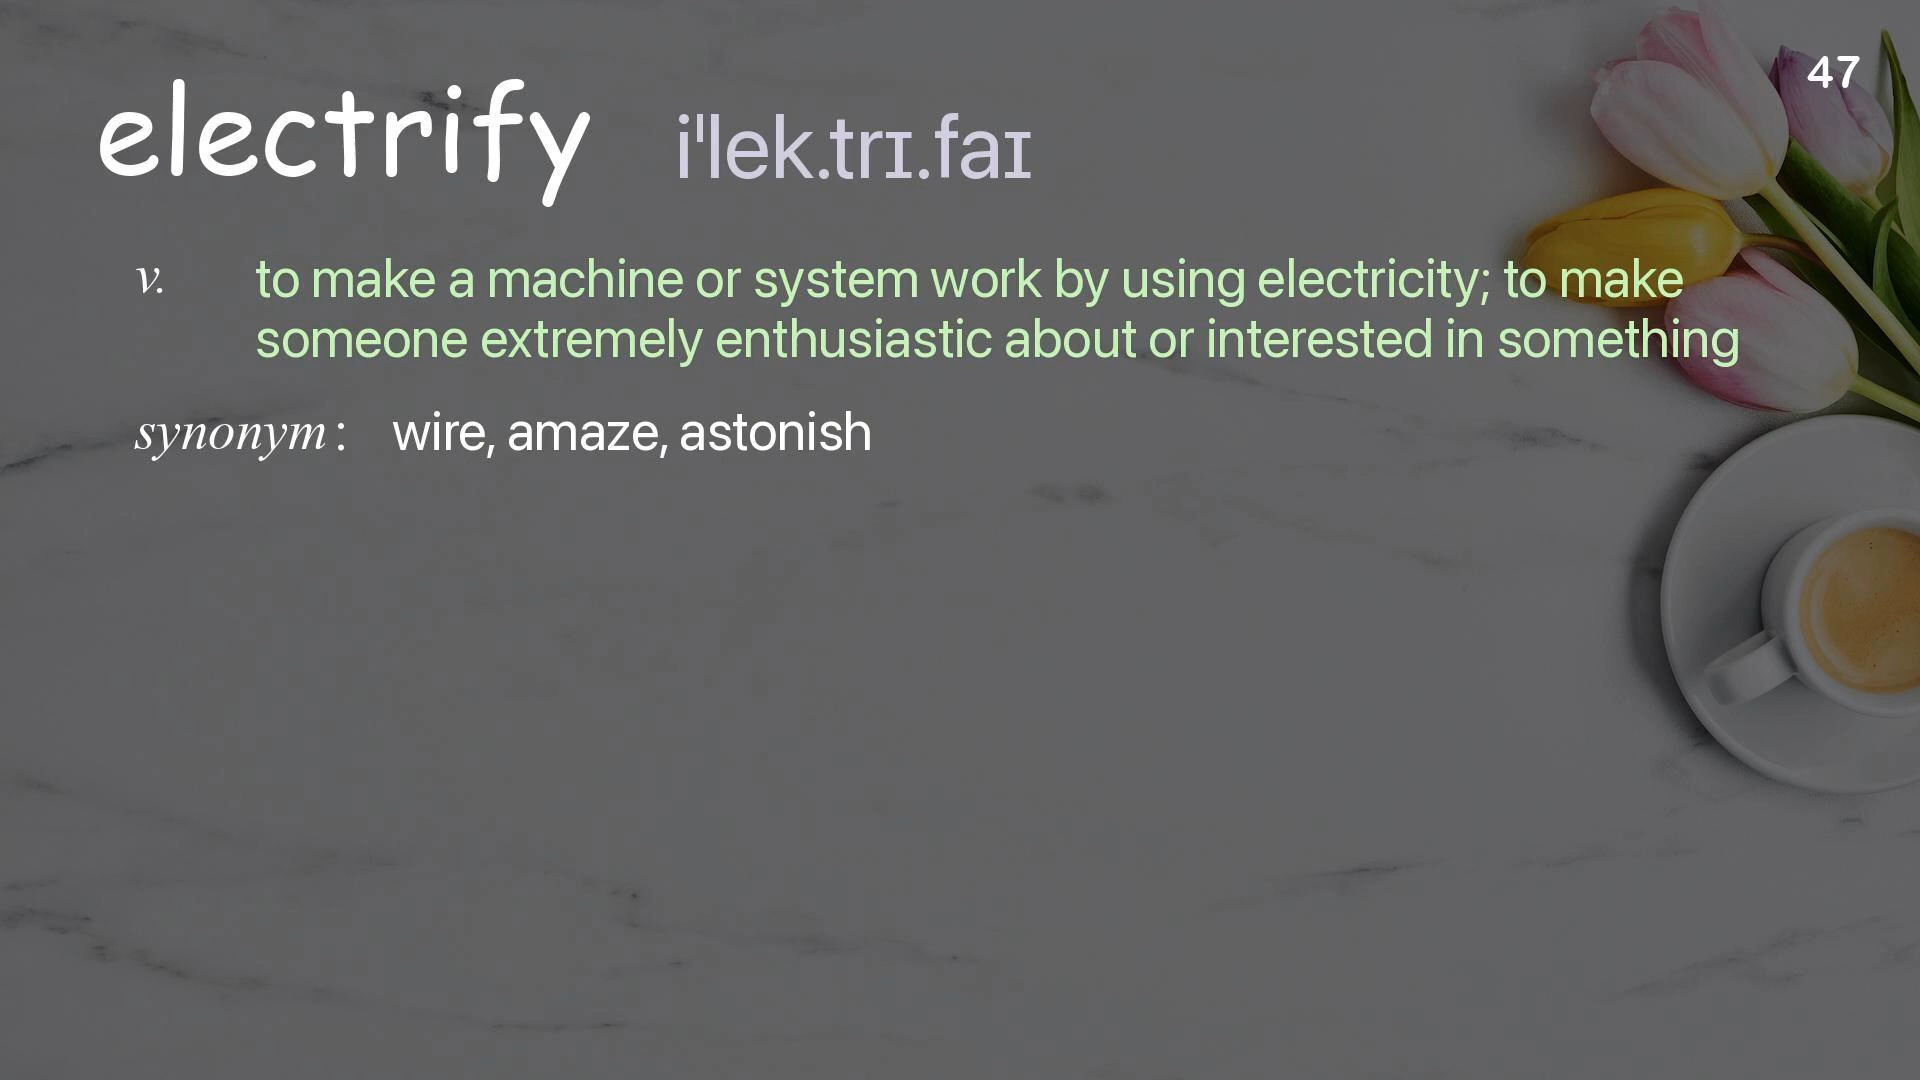 47
electrify iˈlek.trɪ.faɪ
v. to make a machine or system work by using electricity; to make
someone extremely enthusiastic about or interested in something
synonym: wire, amaze, astonish